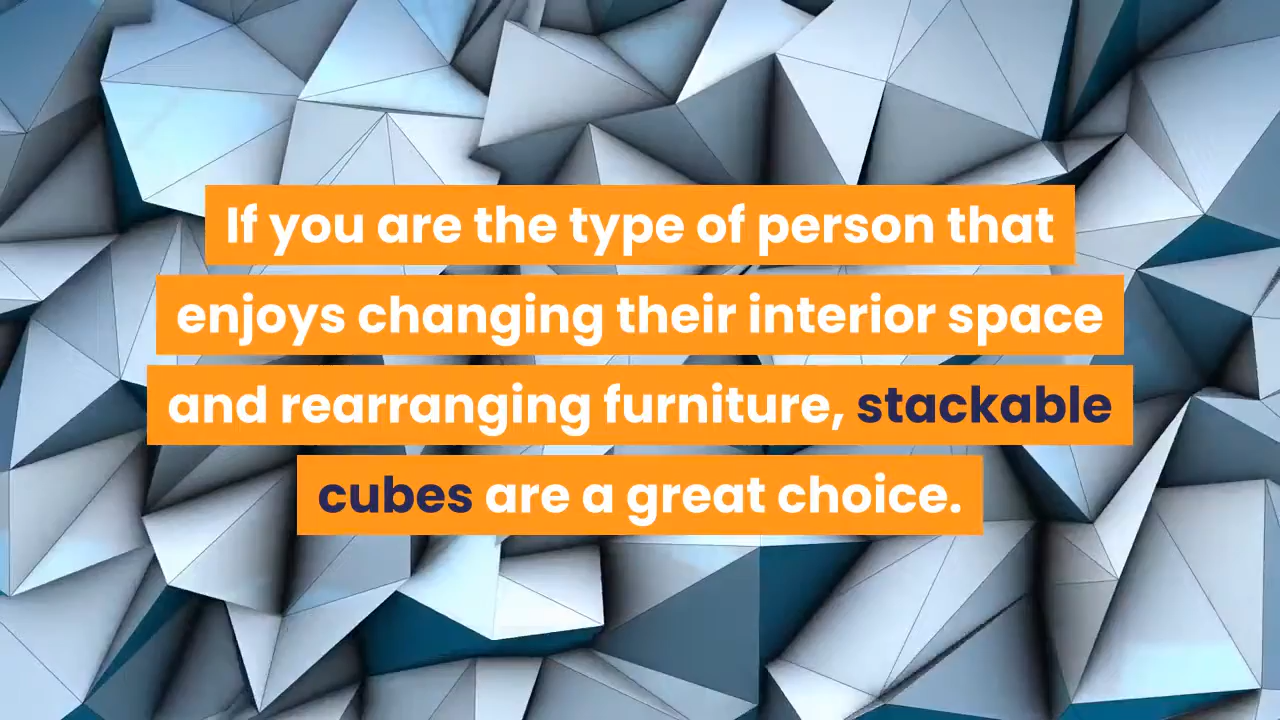 If you are the type of person that
enjoys changing their interior space
and rearranging furniture, stackable
cubes are a great choice.